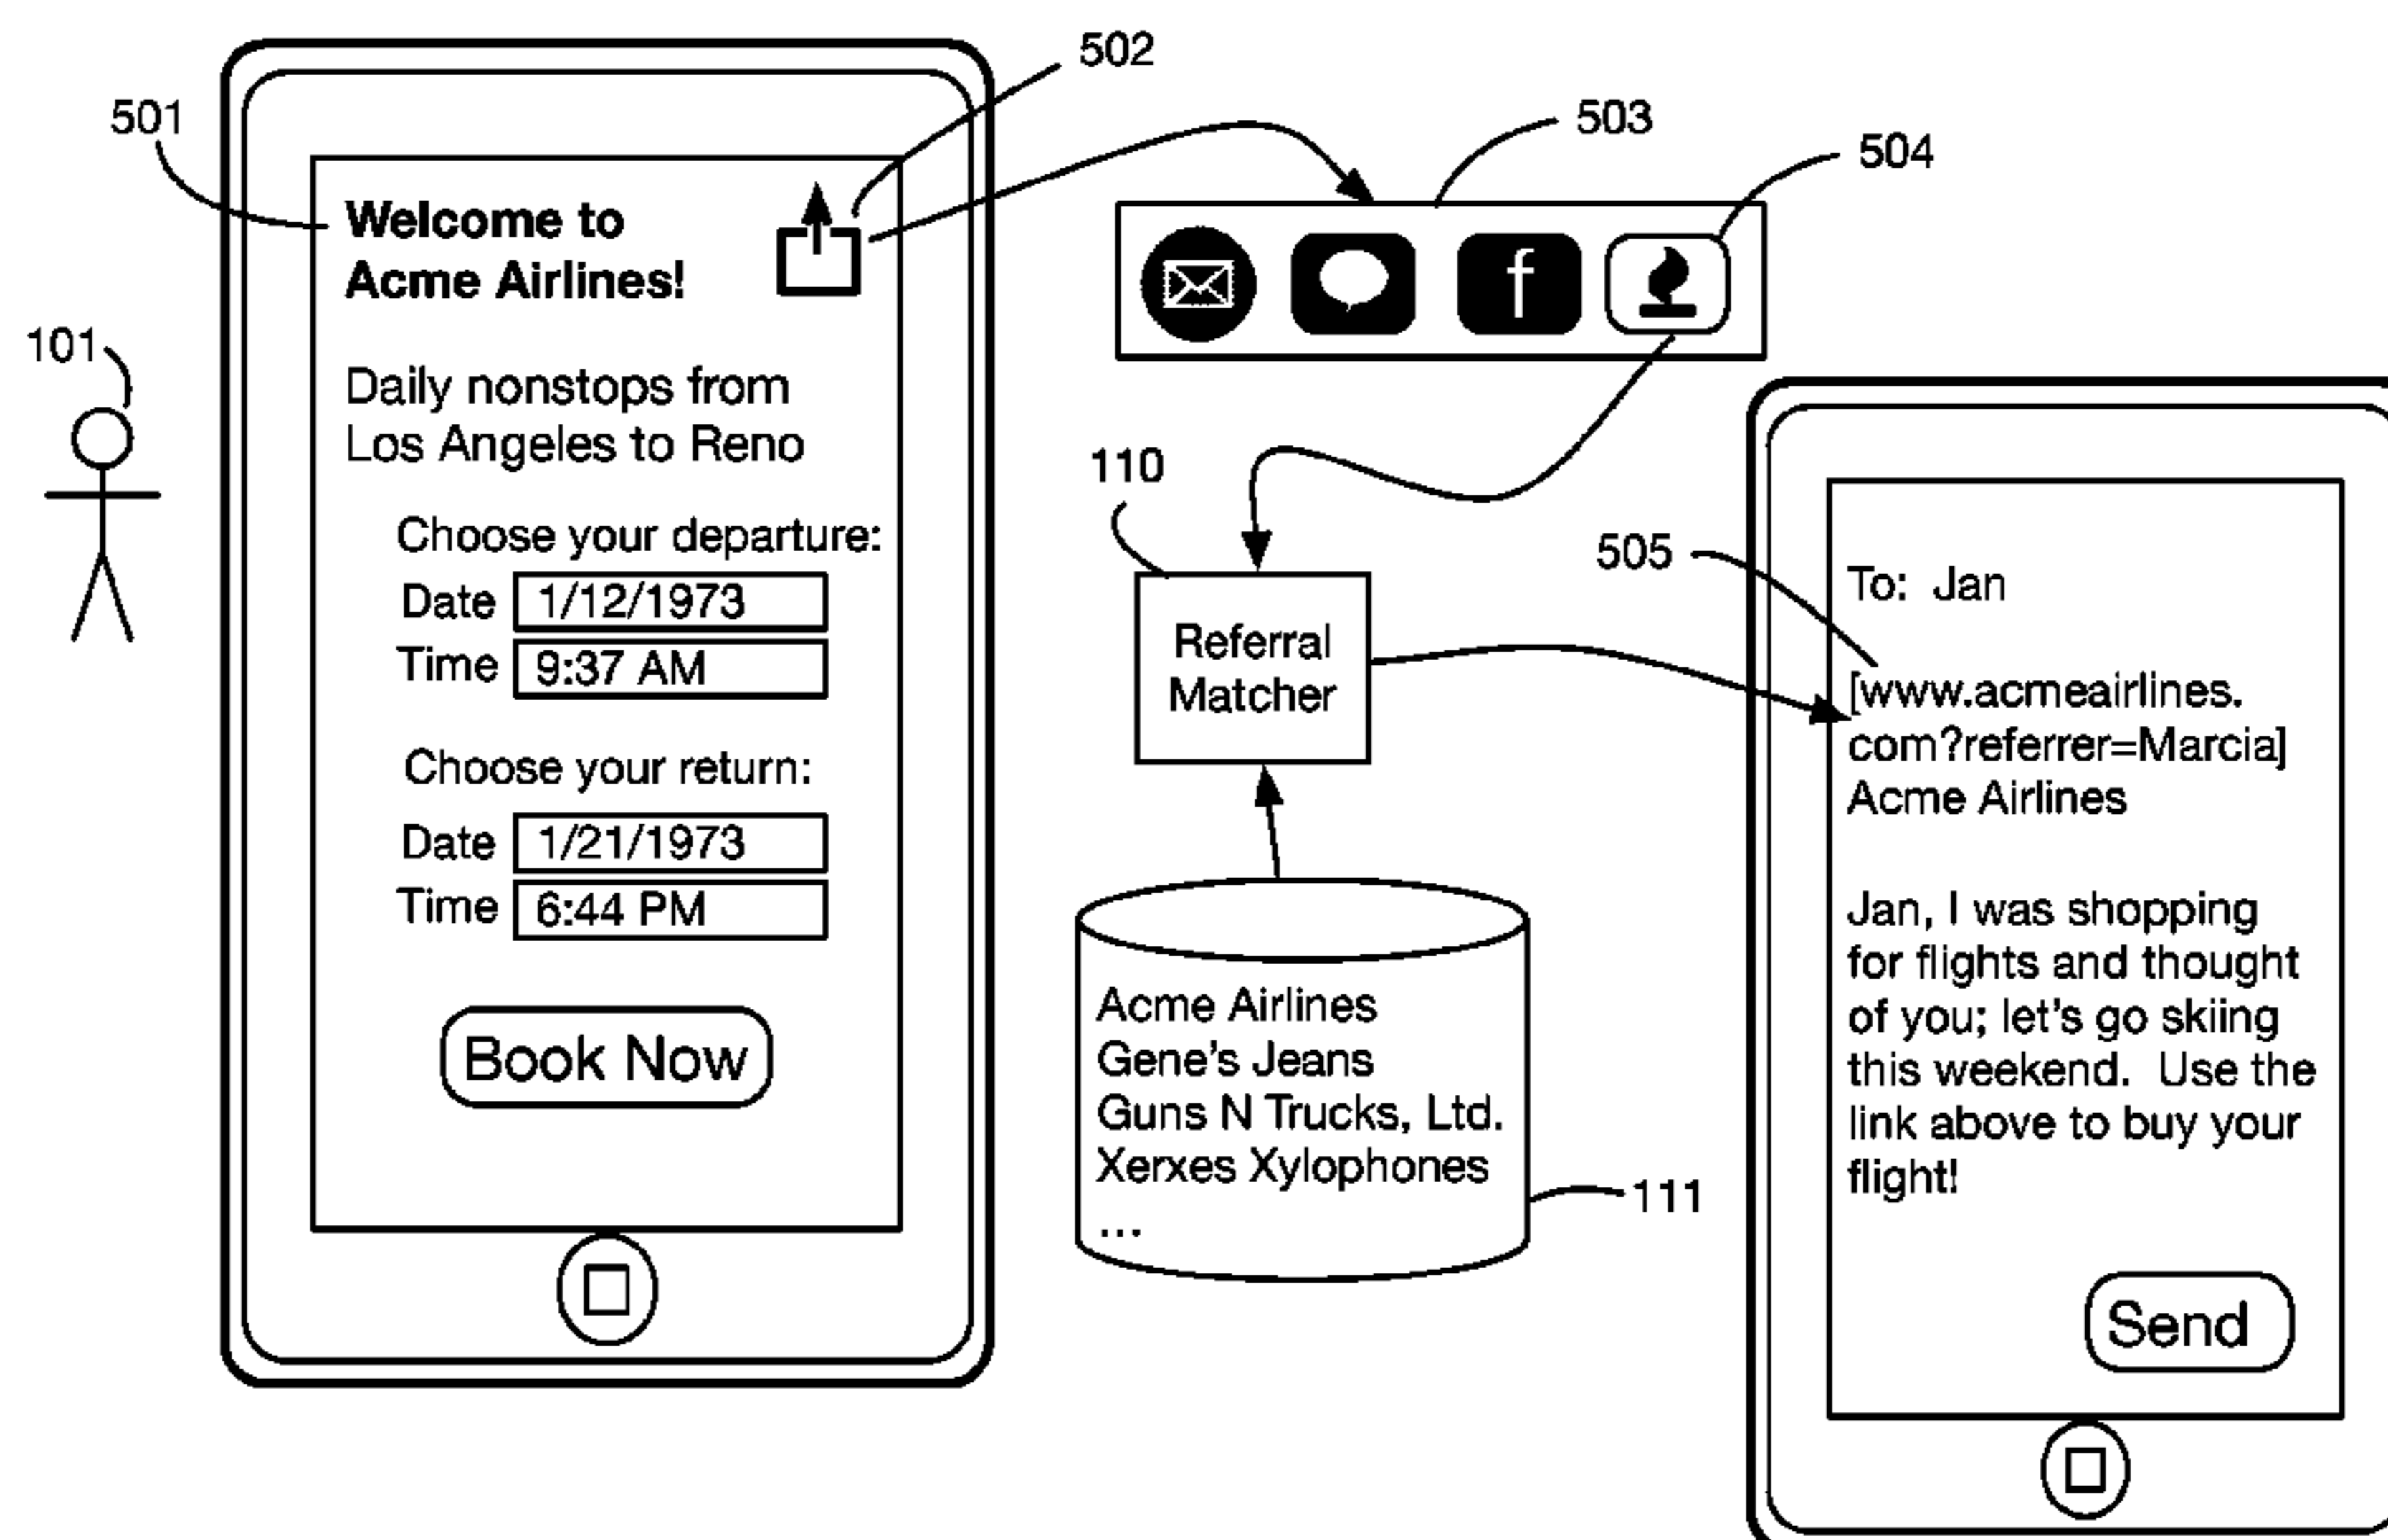 502
501
503
504
Welcome to
Acme Airlines!
f
101
Daily nonstops from
Los Angeles to Reno
Choose your departure:
Date 1/12/1973
Time 9:37 AM
Choose your return:
Date 1/21/1973
Time 6:44 PM
Book Now
110
Referral
Matcher
Acme Airlines
Gene's Jeans
Guns N Trucks, Ltd.
Xerxes Xylophones
...
111
505
To: Jan
[www.acmeairlines.
com?referrer=Marcia]
Acme Airlines
Jan, I was shopping
for flights and thought
of you; let's go skiing
this weekend. Use the
link above to buy your
flight!
Send